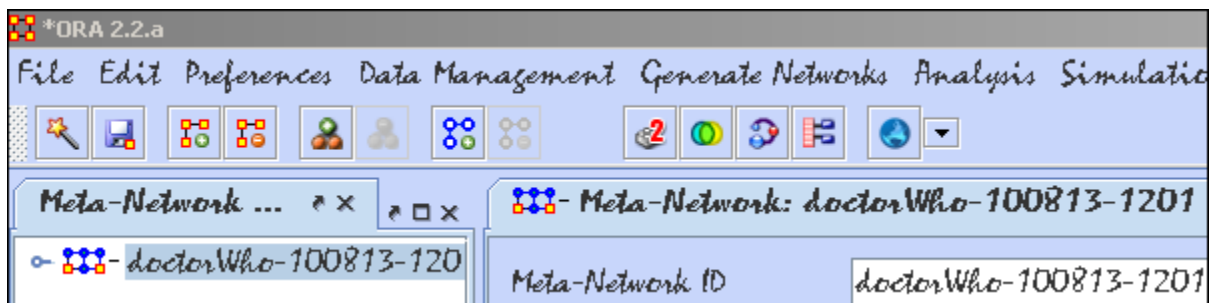 *ORA 2.2.a
File Edit Preferences Data Management Generate Networks Analysis Simulatio
2
Meta-Network ...
- Meta-Network: doctorWho-100813-1201
- doctorWho-100813-120
Meta-Network ID
doctorWho-100813-1201